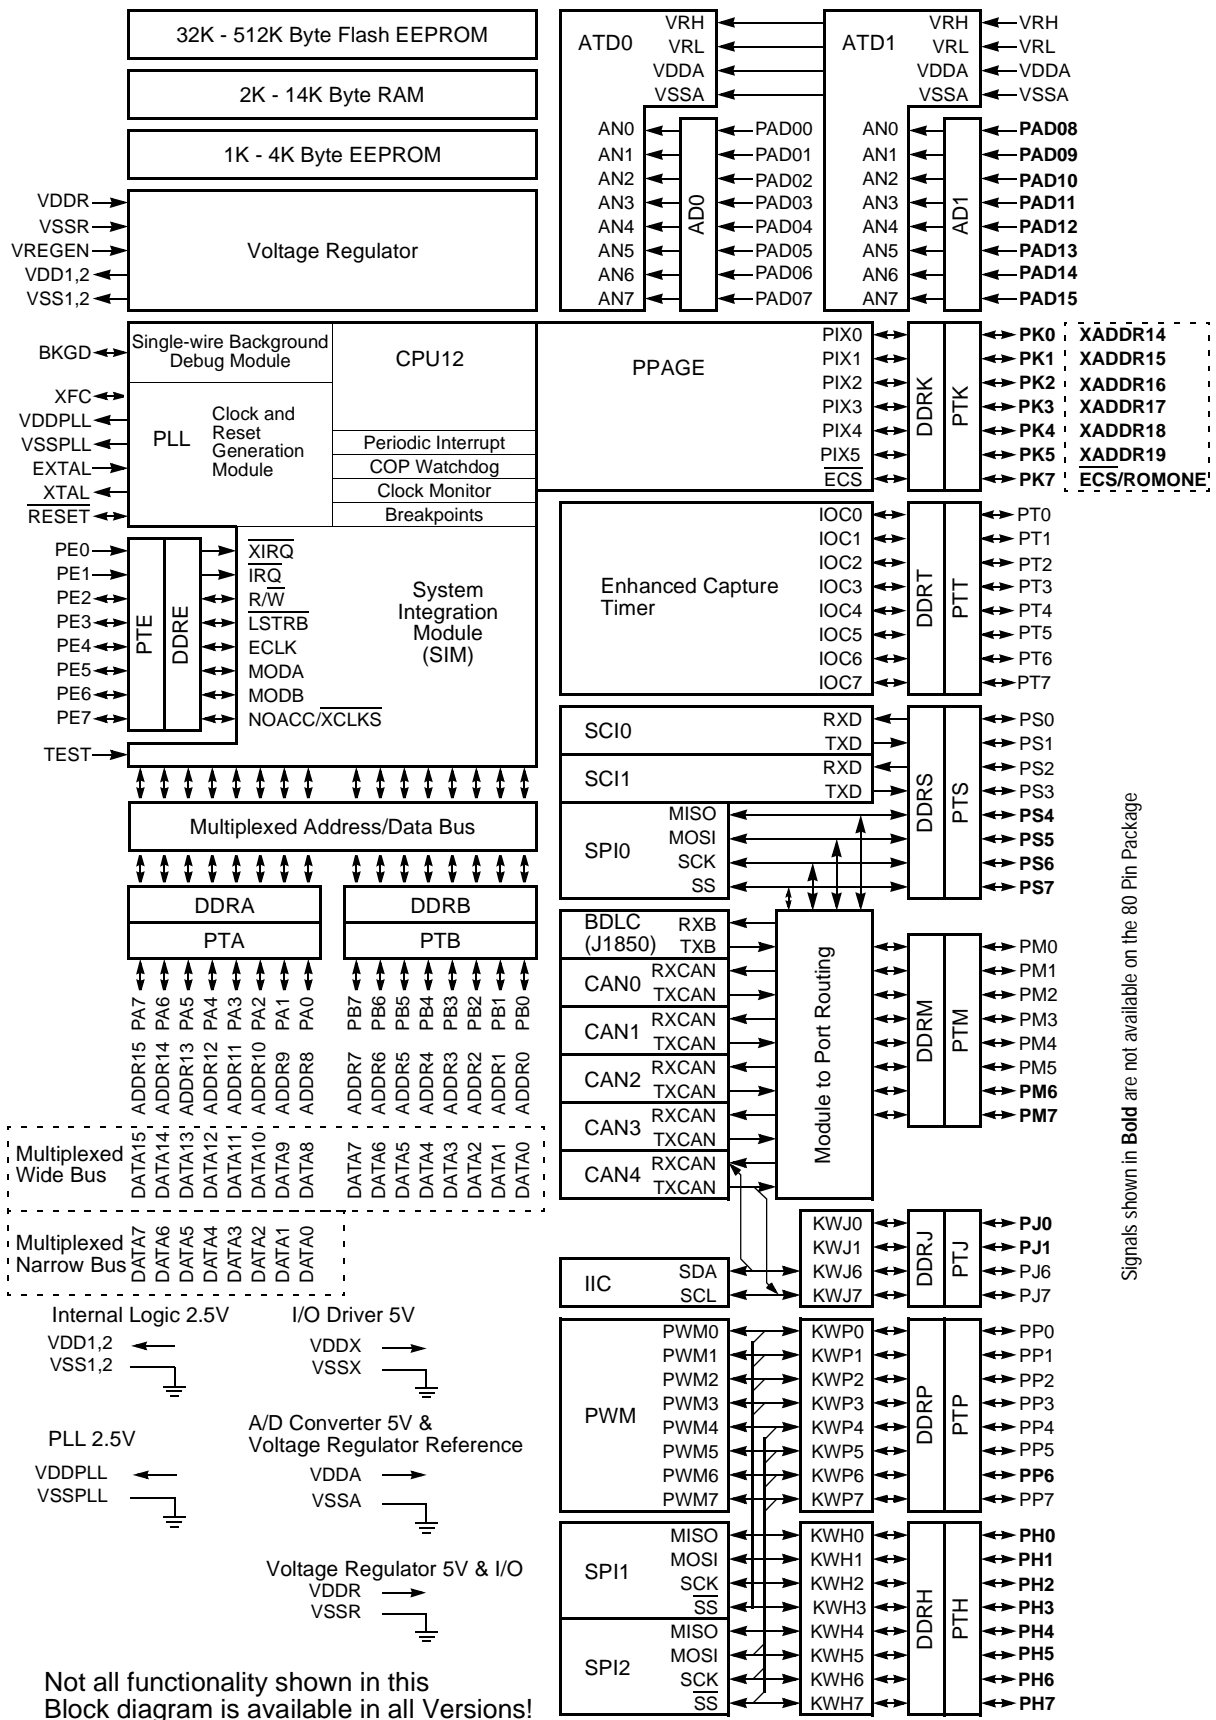 32K - 512K Byte Flash EEPROM
2K - 14K Byte RAM
1K - 4K Byte EEPROM
VDDR
VSSR
VREGEN
VDD1,2
VSS1,2
Voltage Regulator
ATD0
VRH
VRL
VDDA
VSSA
AN0
AN1
AN2
AN3
AN4
AN5
AN6
AN7
AD0
PAD00
PAD01
PAD02
PAD03
PAD04
PAD05
PAD06
PAD07
ATD1
VRH
VRL
VDDA
VSSA
VRH
VRL
VDDA
VSSA
AN0
AN1
AN2
AN3
AN4
AN5
AN6
AN7
AD1
PAD08
PAD09
PAD10
PAD11
PAD12
PAD13
PAD14
PAD15
BKGD
XFC
VDDPLL
VSSPLL
EXTAL
XTAL
RESET
Single-wire Background
Debug Module
CPU12
PLL
Clock and
Reset
Generation
Module
Periodic Interrupt
COP Watchdog
Clock Monitor
Breakpoints
PPAGE
PIX0
PIX1
PIX2
PIX3
PIX4
PIX5
ECS
DDRK
PTK
PK0 XADDR14
PK1 XADDR15
PK2 XADDR16
PK3 XADDR17
PK4 XADDR18
PK5 XADDR19
PK7 ECS/ROMONE
PE0
PE1
PE2
PE3
PE4
PE5
PE6
PE7
TEST
PTE
DDRE
XIRQ
IRQ
R/W
LSTRB
ECLK
MODA
MODB
NOACC/XCLKS
System
Integration
Module
(SIM)
Enhanced Capture
Timer
IOC0
IOC1
IOC2
IOC3
IOC4
IOC5
IOC6
IOC7
DDRT
PTT
PT0
PT1
PT2
PT3
PT4
PT5
PT6
PT7
SCI0
RXD
TXD
SCI1
RXD
TXD
SPI0
MISO
MOSI
SCK
SS
DDRS
PTS
PS0
PS1
PS2
PS3
PS4
PS5
PS6
PS7
Multiplexed Address/Data Bus
DDRA
PTA
DDRB
PTB
PA7
PA6
PA5
PA4
PA3
PA2
PA1
PA0
PB7
PB6
PB5
PB4
PB3
PB2
PB1
PB0
ADDR15
ADDR14
ADDR13
ADDR12
ADDR11
ADDR10
ADDR9
ADDR8
ADDR7
ADDR6
ADDR5
ADDR4
ADDR3
ADDR2
ADDR1
ADDR0
Multiplexed
Wide Bus
DATA15
DATA14
DATA13
DATA12
DATA11
DATA10
DATA9
DATA8
DATA7
DATA6
DATA5
DATA4
DATA3
DATA2
DATA1
DATA0
Multiplexed
Narrow Bus
DATA7
DATA6
DATA5
DATA4
DATA3
DATA2
DATA1
DATA0
BDLC
(J1850)
RXB
TXB
CAN0
RXCAN
TXCAN
CAN1
RXCAN
TXCAN
CAN2
RXCAN
TXCAN
CAN3
RXCAN
TXCAN
CAN4
RXCAN
TXCAN
Module to Port Routing
DDRM
PTM
PM0
PM1
PM2
PM3
PM4
PM5
PM6
PM7
Signals shown in Bold are not available on the 80 Pin Package
IIC
SDA
SCL
KWJ0
KWJ1
KWJ6
KWJ7
DDRJ
PTJ
PJ0
PJ1
PJ6
PJ7
PWM
PWM0
PWM1
PWM2
PWM3
PWM4
PWM5
PWM6
PWM7
KWP0
KWP1
KWP2
KWP3
KWP4
KWP5
KWP6
KWP7
DDRP
PTP
PP0
PP1
PP2
PP3
PP4
PP5
PP6
PP7
SPI1
MISO
MOSI
SCK
SS
SPI2
MISO
MOSI
SCK
SS
KWH0
KWH1
KWH2
KWH3
KWH4
KWH5
KWH6
KWH7
DDRH
PTH
PH0
PH1
PH2
PH3
PH4
PH5
PH6
PH7
Internal Logic 2.5V
VDD1,2
VSS1,2
I/O Driver 5V
VDDX
VSSX
PLL 2.5V
VDDPLL
VSSPLL
A/D Converter 5V &
Voltage Regulator Reference
VDDA
VSSA
Voltage Regulator 5V & I/O
VDDR
VSSR
Not all functionality shown in this
Block diagram is available in all Versions!